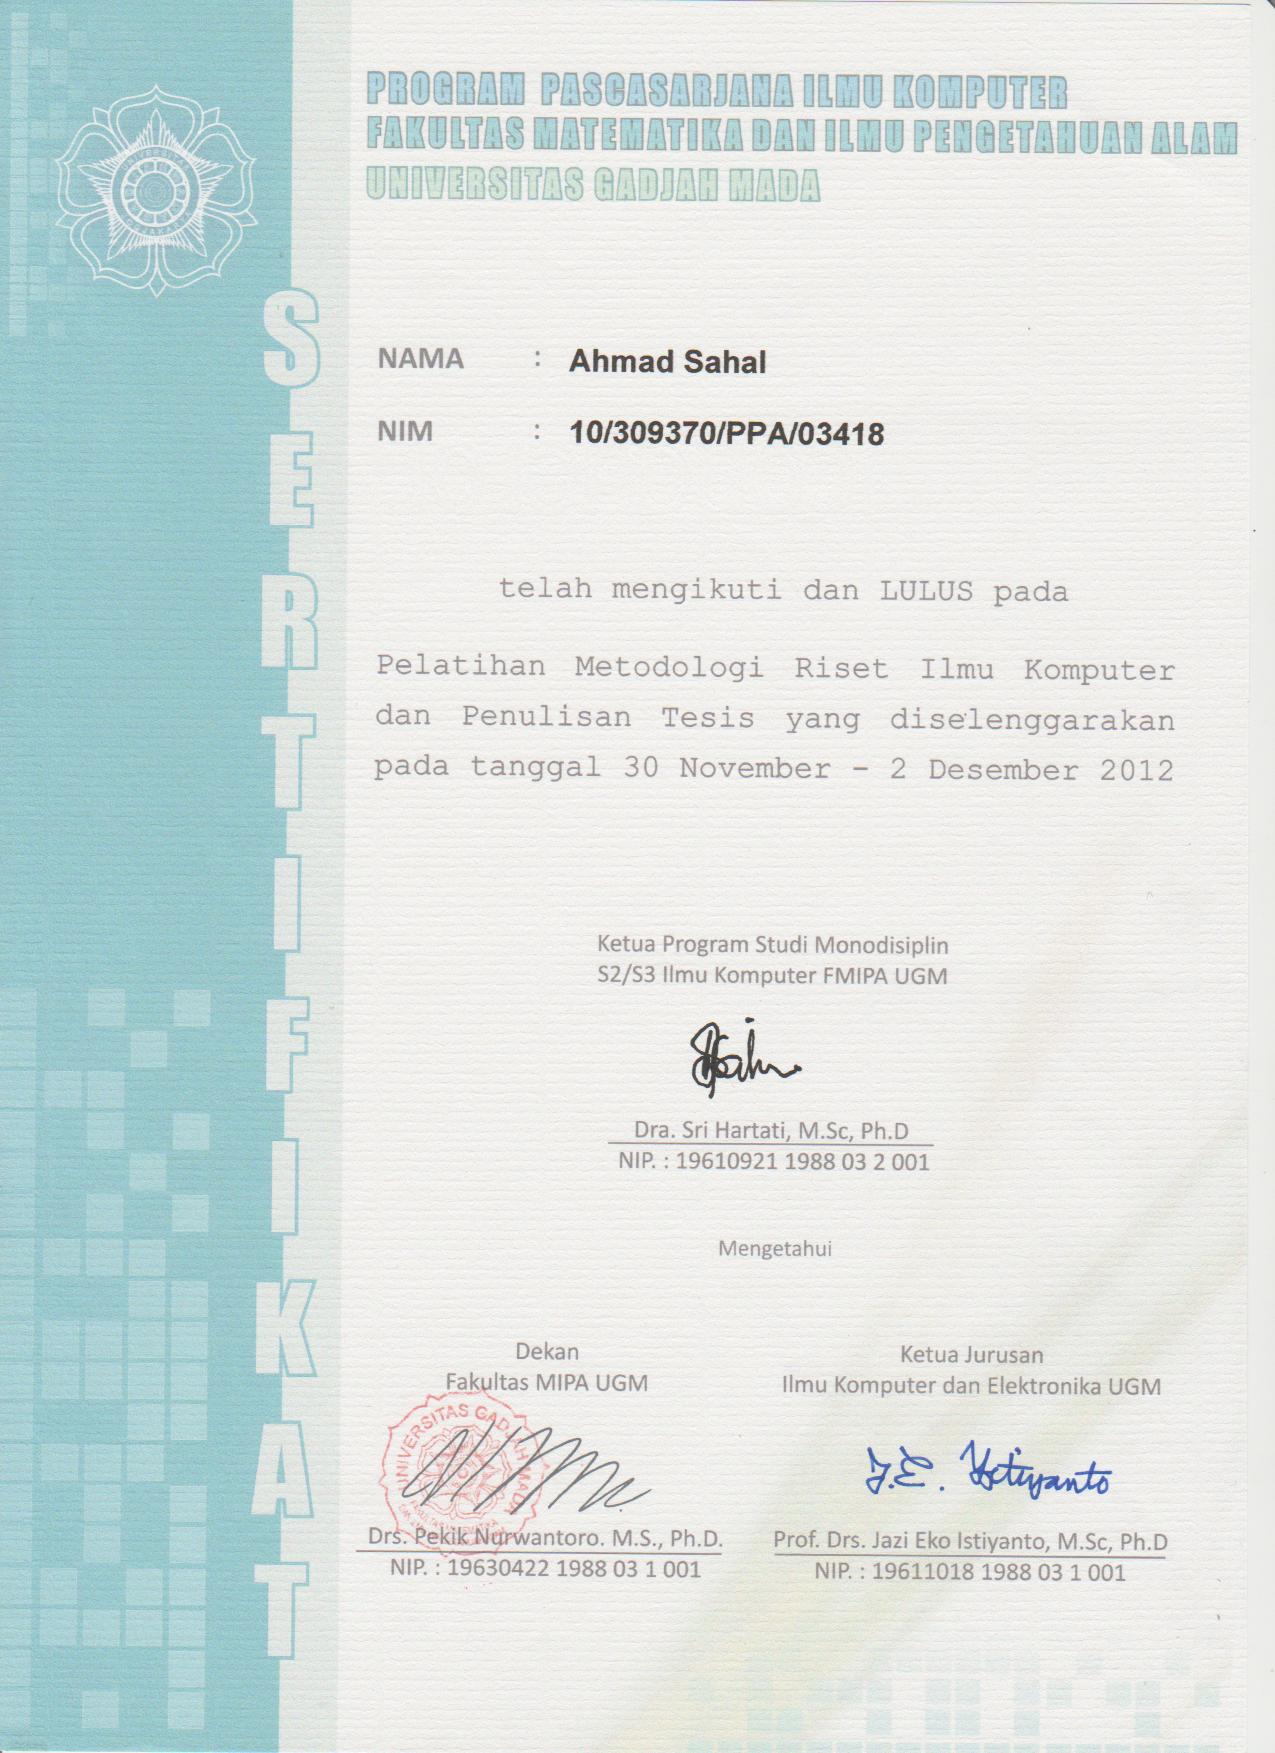 PROGRAM PASCASARJANA ILMU KOMPUTER
FAKULTAS MATEMATIKA DAN ILMU PENGETAHUAN ALAM
UNIVERSITAS GADJAH MADA
SERTIFIKAT
NAMA : Ahmad Sahal
NIM : 10/309370/PPA/03418
telah mengikuti dan LULUS pada
Pelatihan Metodologi Riset Ilmu Komputer
dan Penulisan Tesis yang diselenggarakan
pada tanggal 30 November - 2 Desember 2012
Ketua Program Studi Monodisiplin
S2/S3 Ilmu Komputer FMIPA UGM
Dra. Sri Hartati, M.Sc, Ph.D
NIP. : 19610921 1988 03 2 001
Mengetahui
Dekan
Fakultas MIPA UGM
UNIVERSITAS GADJAH MADA
Drs. Pekik Nurwantoro. M.S., Ph.D.
NIP. : 19630422 1988 03 1 001
Ketua Jurusan
Ilmu Komputer dan Elektronika UGM
J.E. Istiyanto
Prof. Drs. Jazi Eko Istiyanto, M.Sc, Ph.D
NIP. : 19611018 1988 03 1 001